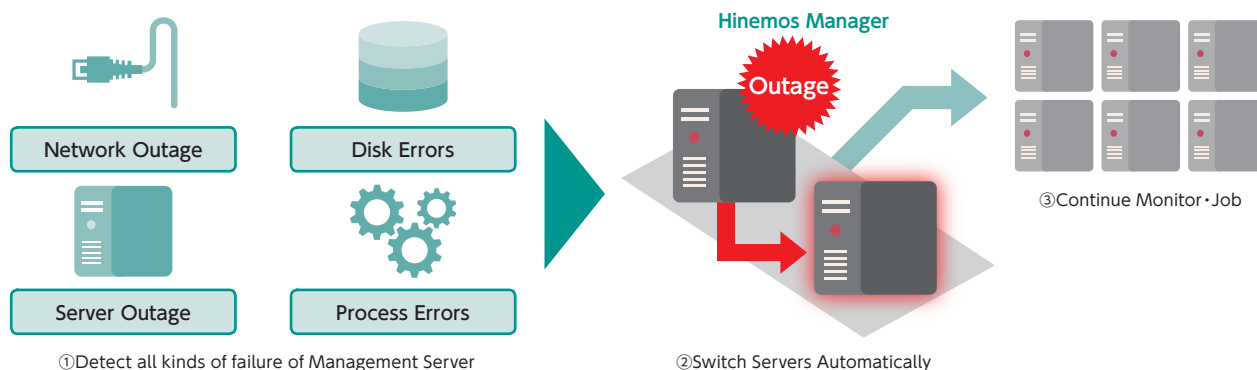 Network Outage
Disk Errors
Server Outage
Process Errors
①Detect all kinds of failure of Management Server
Hinemos Manager
Outage
②Switch Servers Automatically
③Continue Monitor・Job